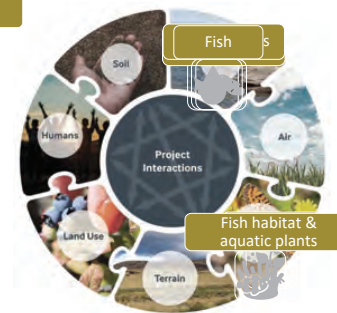 Fish
s
Soil
Humans
Air
Project
Interactions
Land Use
Fish habitat &
aquatic plants
Terrain